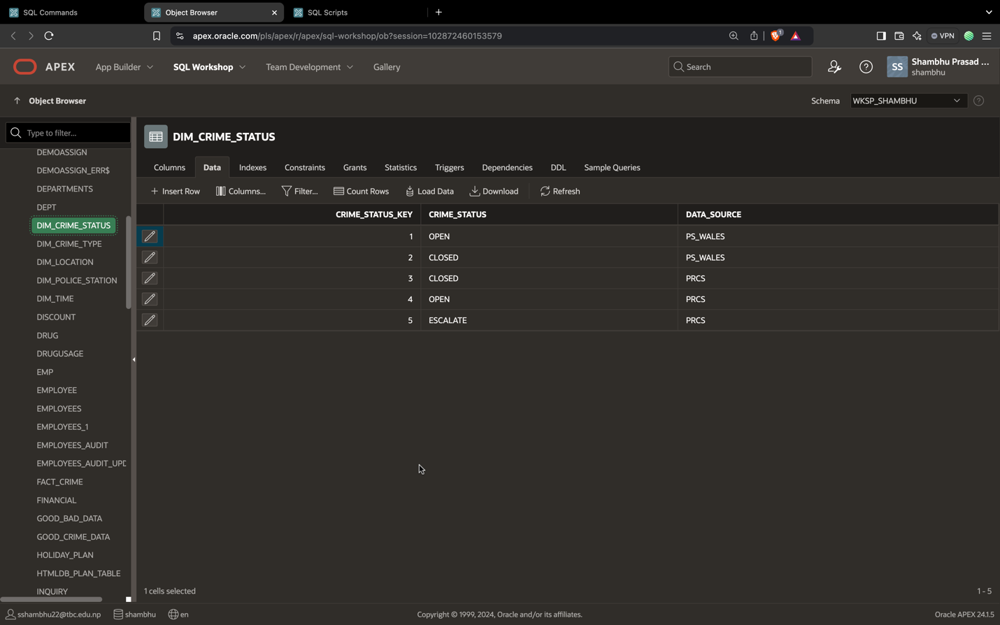 SQL Commands
Object Browser
SQL Scripts
apex.oracle.com/pls/apex/r/apex/sql-workshop/ob?session=102872460153579
1
VPN
APEX
App Builder
SQL Workshop
Team Development
Gallery
Search
SS
Shambhu Prasad ...
shambhu
Object Browser
Schema
WKSP_SHAMBHU
Type to filter...
DEMOASSIGN
DEMOASSIGN_ERR$
DEPARTMENTS
DEPT
DIM_CRIME_STATUS
DIM_CRIME_TYPE
DIM_LOCATION
DIM_POLICE_STATION
DIM_TIME
DISCOUNT
DRUG
DRUGUSAGE
EMP
EMPLOYEE
EMPLOYEES
EMPLOYEES_1
EMPLOYEES_AUDIT
EMPLOYEES_AUDIT_UPD
FACT_CRIME
FINANCIAL
GOOD_BAD_DATA
GOOD_CRIME_DATA
HOLIDAY_PLAN
HTMLDB_PLAN_TABLE
INQUIRY
DIM_CRIME_STATUS
Columns Data Indexes Constraints Grants Statistics Triggers Dependencies DDL Sample Queries
Insert Row Columns... Filter... Count Rows Load Data Download Refresh
CRIME_STATUS_KEY CRIME_STATUS DATA_SOURCE
1 OPEN PS_WALES
2 CLOSED PS_WALES
3 CLOSED PRCS
4 OPEN PRCS
5 ESCALATE PRCS
1 cells selected
1 - 5
sshambhu22@tbc.edu.np shambhu en
Copyright © 1999, 2024, Oracle and/or its affiliates.
Oracle APEX 24.1.5